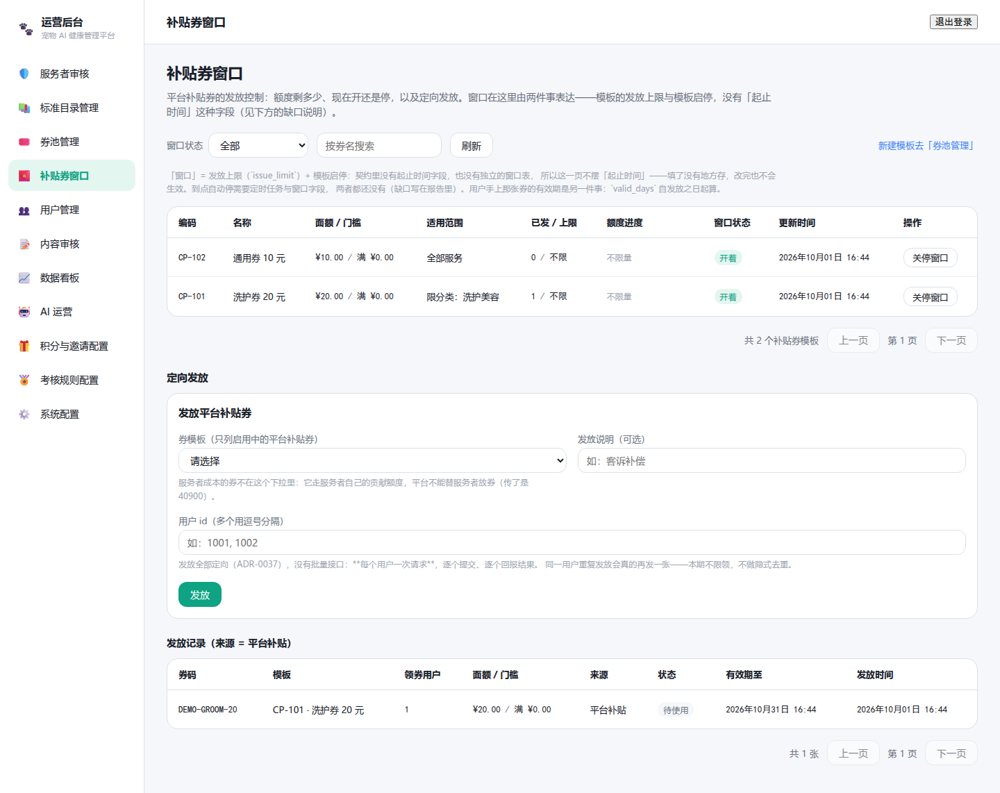 运营后台
宠物 AI 健康管理平台
服务者审核
标准目录管理
券池管理
补贴券窗口
用户管理
内容审核
数据看板
AI 运营
积分与邀请配置
考核规则配置
系统配置
补贴券窗口
退出登录
补贴券窗口
平台补贴券的发放控制：额度剩多少、现在开还是停，以及定向发放。窗口在这里由两件事表达——模板的发放上限与模板启停，没有「起止
时间」这种字段（见下方的缺口说明）。
窗口状态 全部 按券名搜索 刷新 新建模板去「券池管理」
「窗口」= 发放上限（`issue_limit`）+ 模板启停：契约里没有起止时间字段，也没有独立的窗口表， 所以这一页不摆「起止时间」——填了没有地方存，改完也不会
生效。到点自动停需要定时任务与窗口字段， 两者都还没有（缺口写在报告里）。用户手上那张券的有效期是另一件事：`valid_days` 自发放之日起算。
编码 名称 面额 / 门槛 适用范围 已发 / 上限 额度进度 窗口状态 更新时间 操作
CP-102 通用券 10 元 ¥10.00 / 满 ¥0.00 全部服务 0 / 不限 不限量 开着 2026年10月01日 16:44 关停窗口
CP-101 洗护券 20 元 ¥20.00 / 满 ¥0.00 限分类：洗护美容 1 / 不限 不限量 开着 2026年10月01日 16:44 关停窗口
共 2 个补贴券模板 上一页 第 1 页 下一页
定向发放
发放平台补贴券
券模板（只列启用中的平台补贴券） 发放说明（可选）
请选择 如：客诉补偿
服务者成本的券不在这个下拉里：它走服务者自己的贡献额度，平台不能替服务者放券（传了是
40900）。
用户 id（多个用逗号分隔）
如：1001, 1002
发放全部定向（ADR-0037），没有批量接口：**每个用户一次请求**，逐个提交、逐个回报结果。 同一用户重复发放会真的再发一张——本期不限领，不做隐式去重。
发放
发放记录（来源 = 平台补贴）
券码 模板 领券用户 面额 / 门槛 来源 状态 有效期至 发放时间
DEMO-GROOM-20 CP-101 · 洗护券 20 元 1 ¥20.00 / 满 ¥0.00 平台补贴 待使用 2026年10月31日 16:44 2026年10月01日 16:44
共 1 张 上一页 第 1 页 下一页